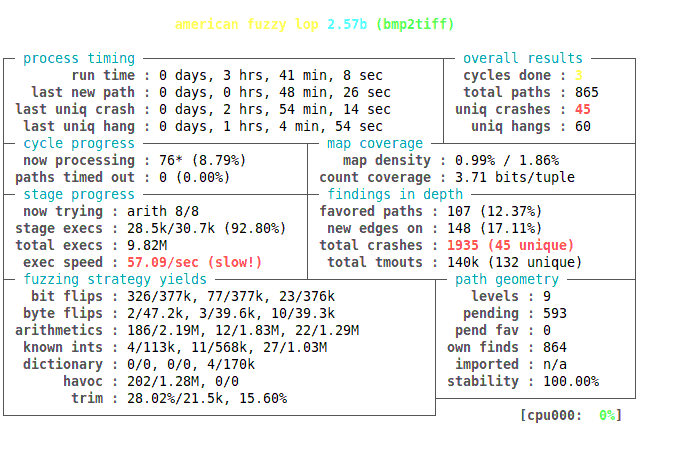 american fuzzy lop 2.57b (bmp2tiff)
process timing
run time : 0 days, 3 hrs, 41 min, 8 sec
last new path : 0 days, 0 hrs, 48 min, 26 sec
last uniq crash : 0 days, 2 hrs, 54 min, 14 sec
last uniq hang : 0 days, 1 hrs, 4 min, 54 sec
overall results
cycles done : 3
total paths : 865
uniq crashes : 45
uniq hangs : 60
cycle progress
now processing : 76* (8.79%)
paths timed out : 0 (0.00%)
map coverage
map density : 0.99% / 1.86%
count coverage : 3.71 bits/tuple
stage progress
now trying : arith 8/8
stage execs : 28.5k/30.7k (92.80%)
total execs : 9.82M
exec speed : 57.09/sec (slow!)
findings in depth
favored paths : 107 (12.37%)
new edges on : 148 (17.11%)
total crashes : 1935 (45 unique)
total tmouts : 140k (132 unique)
fuzzing strategy yields
bit flips : 326/377k, 77/377k, 23/376k
byte flips : 2/47.2k, 3/39.6k, 10/39.3k
arithmetics : 186/2.19M, 12/1.83M, 22/1.29M
known ints : 4/113k, 11/568k, 27/1.03M
dictionary : 0/0, 0/0, 4/170k
havoc : 202/1.28M, 0/0
trim : 28.02%/21.5k, 15.60%
path geometry
levels : 9
pending : 593
pend fav : 0
own finds : 864
imported : n/a
stability : 100.00%
[cpu000: 0%]